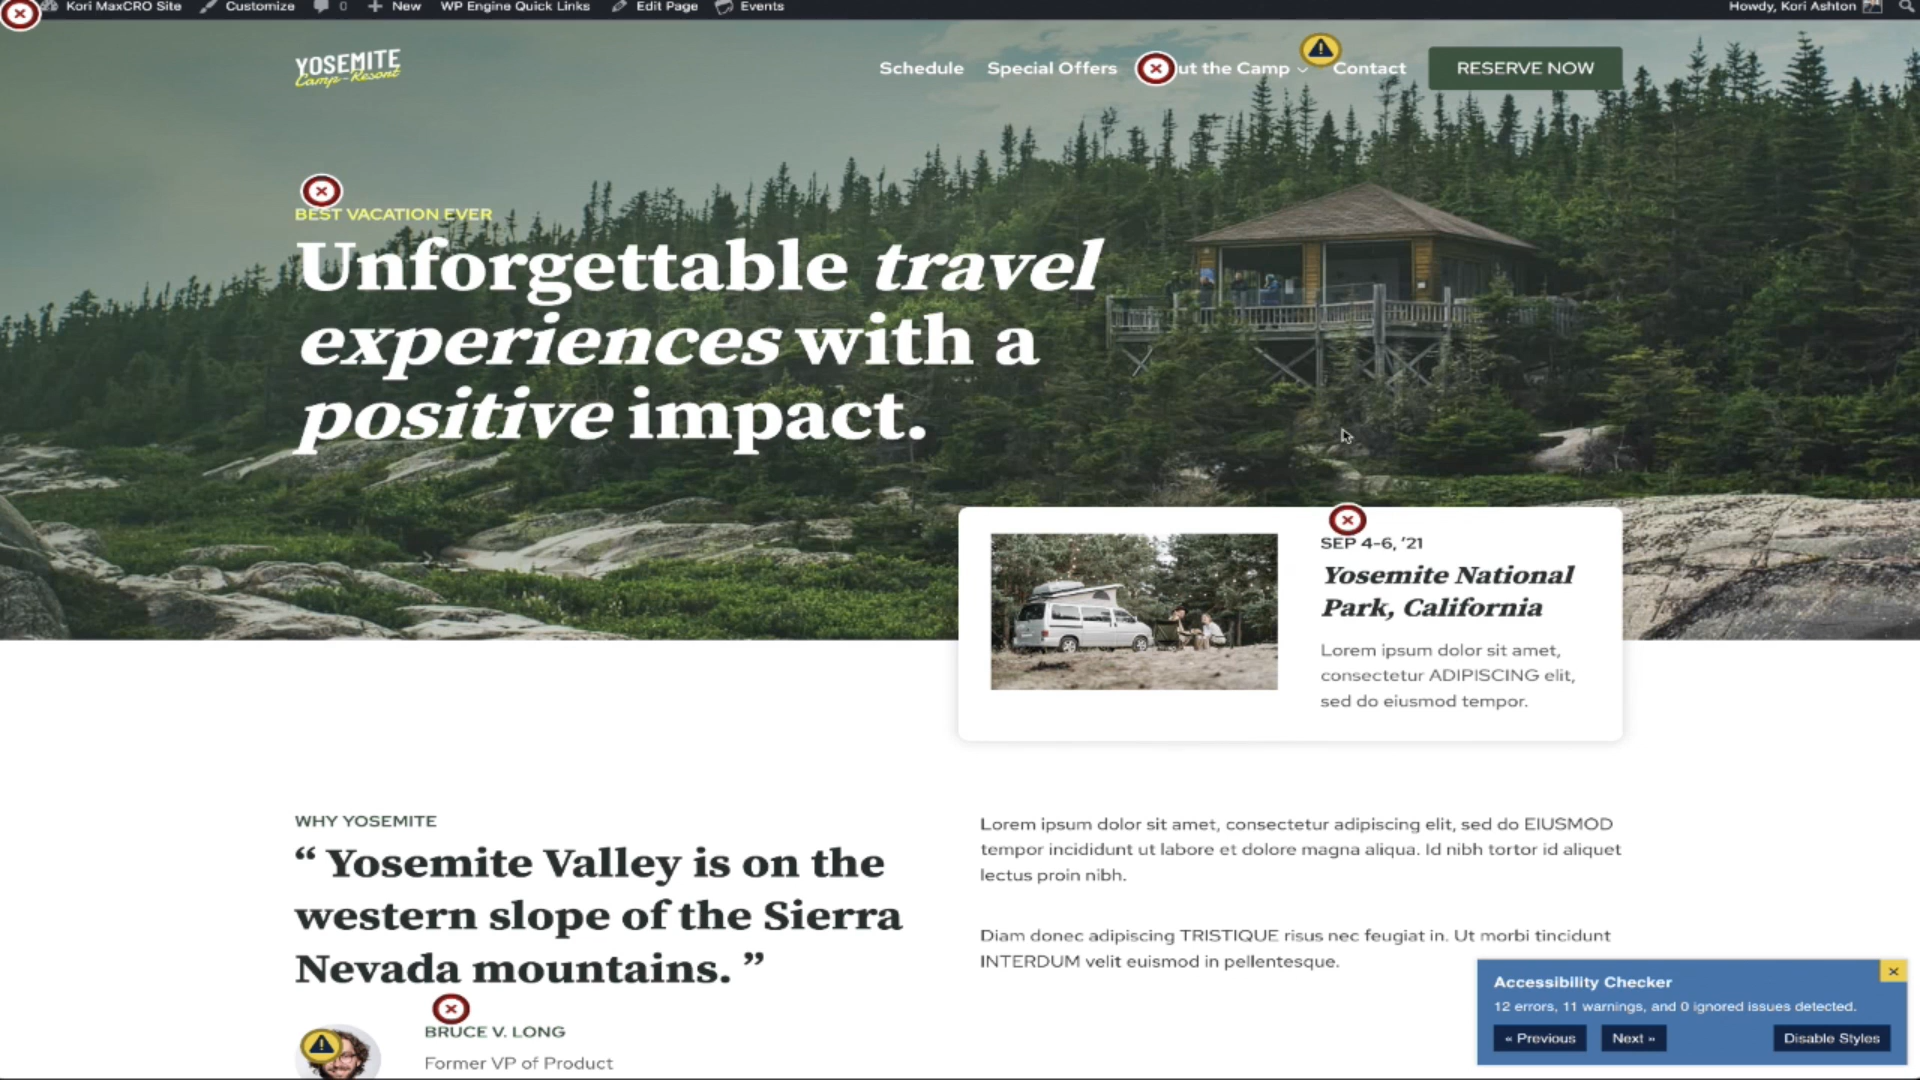 Kori MaxCRO Site Customize 0 New WP Engine Quick Links Edit Page Events Howdy, Kori Ashton
YOSEMITE
Camp-Resort
Schedule Special Offers ut the Camp Contact RESERVE NOW
BEST VACATION EVER
Unforgettable travel
experiences with a
positive impact.
SEP 4-6, '21
Yosemite National
Park, California
Lorem ipsum dolor sit amet,
consectetur ADIPISCING elit,
sed do eiusmod tempor.
WHY YOSEMITE
“ Yosemite Valley is on the
western slope of the Sierra
Nevada mountains. ”
BRUCE V. LONG
Former VP of Product
Lorem ipsum dolor sit amet, consectetur adipiscing elit, sed do EIUSMOD
tempor incididunt ut labore et dolore magna aliqua. Id nibh tortor id aliquet
lectus proin nibh.
Diam donec adipiscing TRISTIQUE risus nec feugiat in. Ut morbi tincidunt
INTERDUM velit euismod in pellentesque.
Accessibility Checker
12 errors, 11 warnings, and 0 ignored issues detected.
« Previous Next » Disable Styles